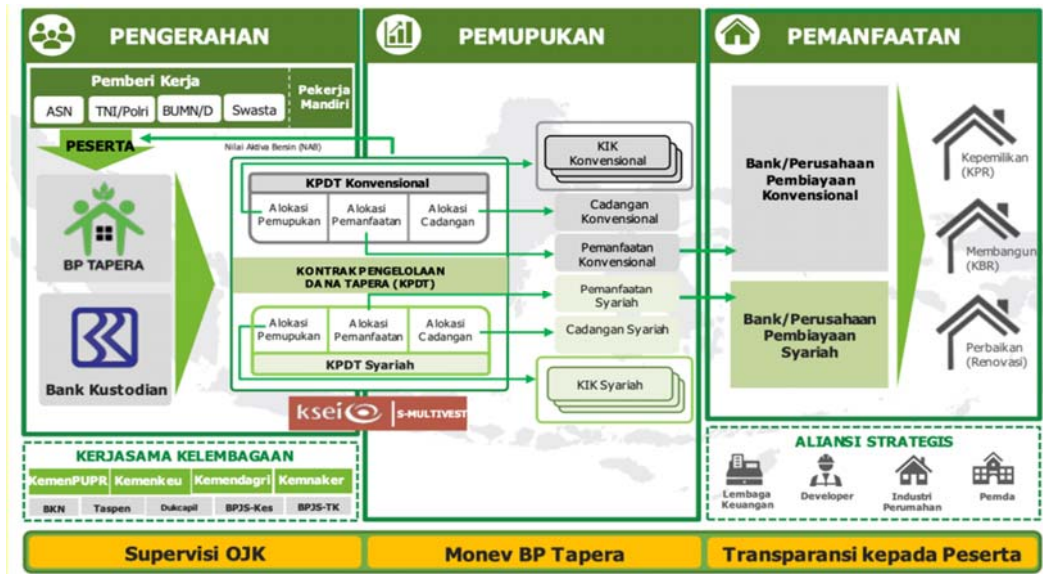 PENGERAHAN
Pemberi Kerja
Pekerja
Mandiri
ASN
TNI/Polri
BUMN/D
Swasta
PESERTA
Nilai Aktiva Bersin (NAB)
BP TAPERA
Bank Kustodian
KPDT Konvensional
Alokasi
Pemupukan
Alokasi
Pemanfaatan
Alokasi
Cadangan
KONTRAK PENGELOLAAN
DANA TAPERA (KPDT)
Alokasi
Pemupukan
Alokasi
Pemanfaatan
Alokasi
Cadangan
KPDT Syariah
ksei
S-MULTIVEST
PEMUPUKAN
KIK
Konvensional
Cadangan
Konvensional
Pemanfaatan
Konvensional
Pemanfaatan
Syariah
Cadangan Syariah
KIK Syariah
PEMANFAATAN
Bank/Perusahaan
Pembiayaan
Konvensional
Bank/Perusahaan
Pembiayaan
Syariah
Kepemilikan
(KPR)
Membangun
(KBR)
Perbaikan
(Renovasi)
KERJASAMA KELEMBAGAAN
KemenPUPR
Kemenkeu
Kemendagri
Kemnaker
BKN
Taspen
Dukcapil
BPJS-Kes
BPJS-TK
ALIANSI STRATEGIS
Lembaga
Keuangan
Developer
Industri
Perumahan
Pemda
Supervisi OJK
Monev BP Tapera
Transparansi kepada Peserta